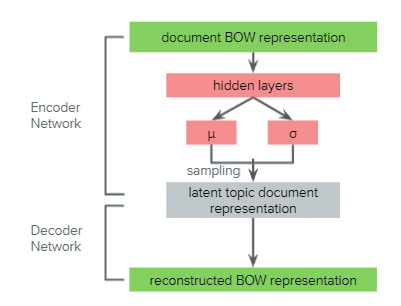 document BOW representation
hidden layers
Encoder
Network
μ
σ
sampling
latent topic document
representation
Decoder
Network
reconstructed BOW representation